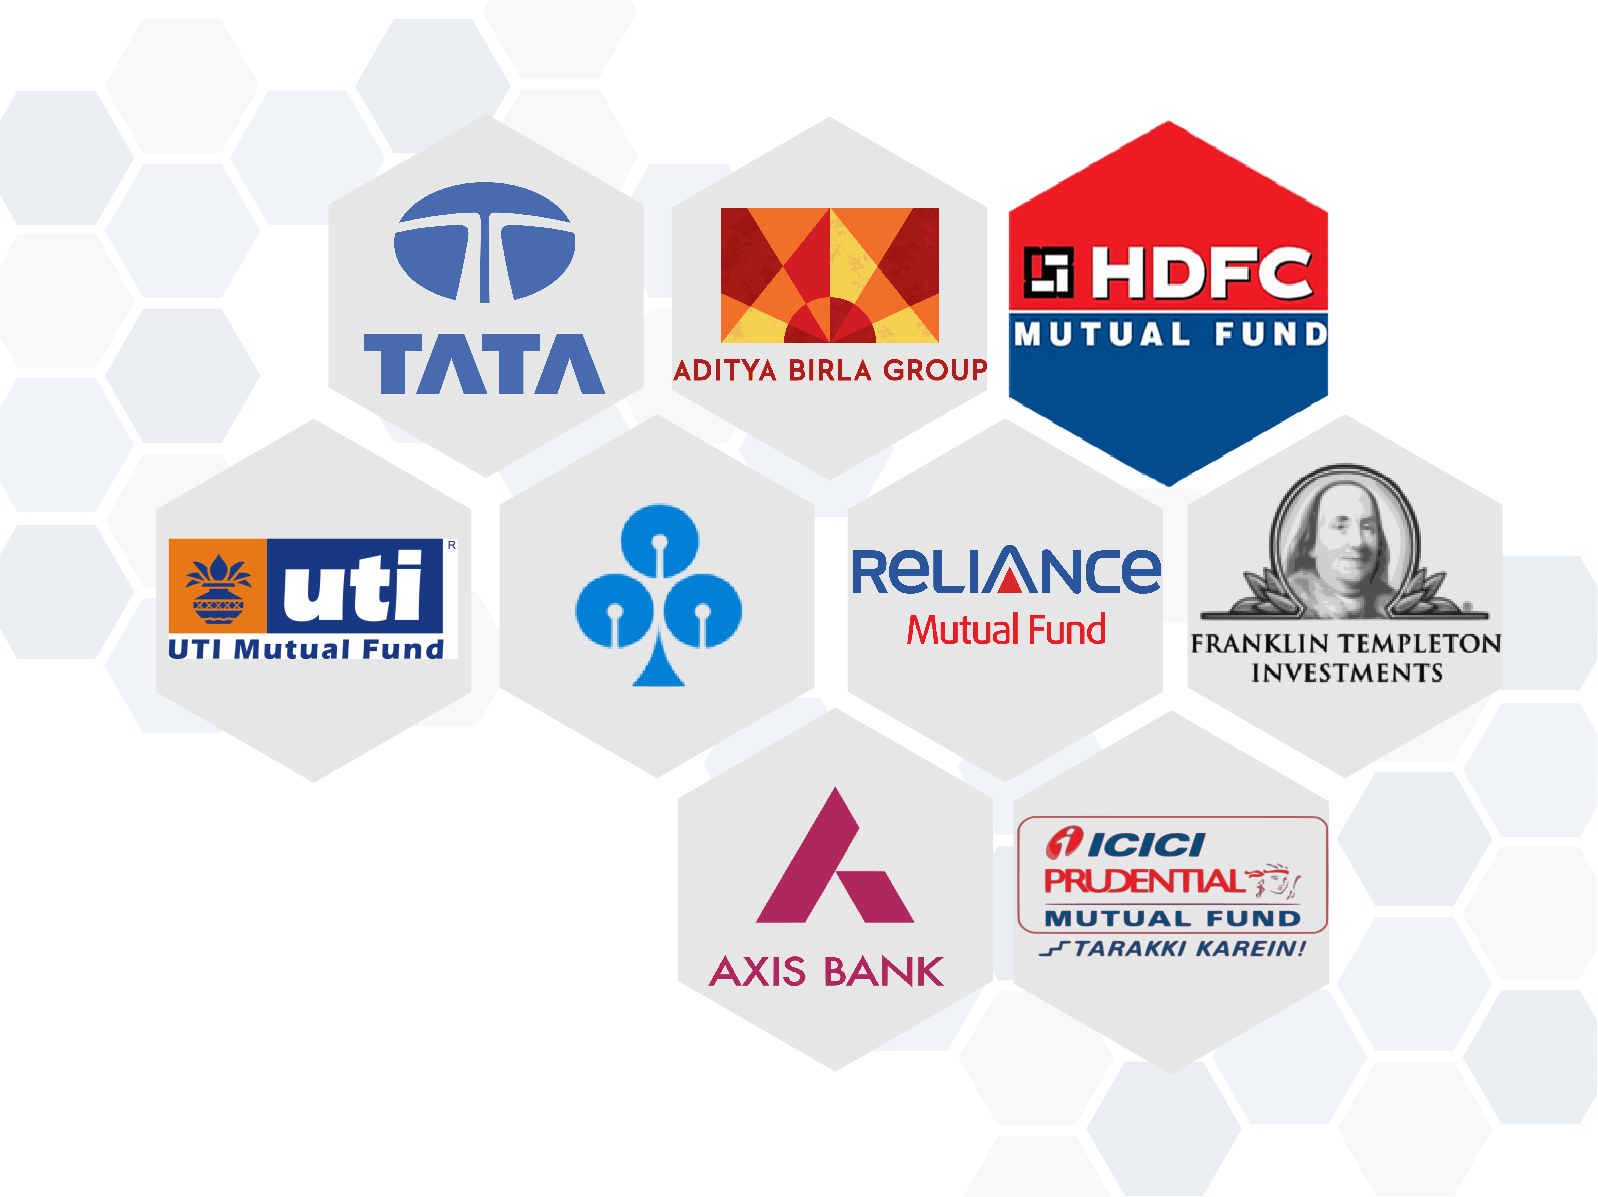 TATA
ADITYA BIRLA GROUP
HDFC
MUTUAL FUND
uti ®
UTI Mutual Fund
RELIANCE
Mutual Fund
®
FRANKLIN TEMPLETON
INVESTMENTS
AXIS BANK
ICICI
PRUDENTIAL
MUTUAL FUND
TARAKKI KAREIN!